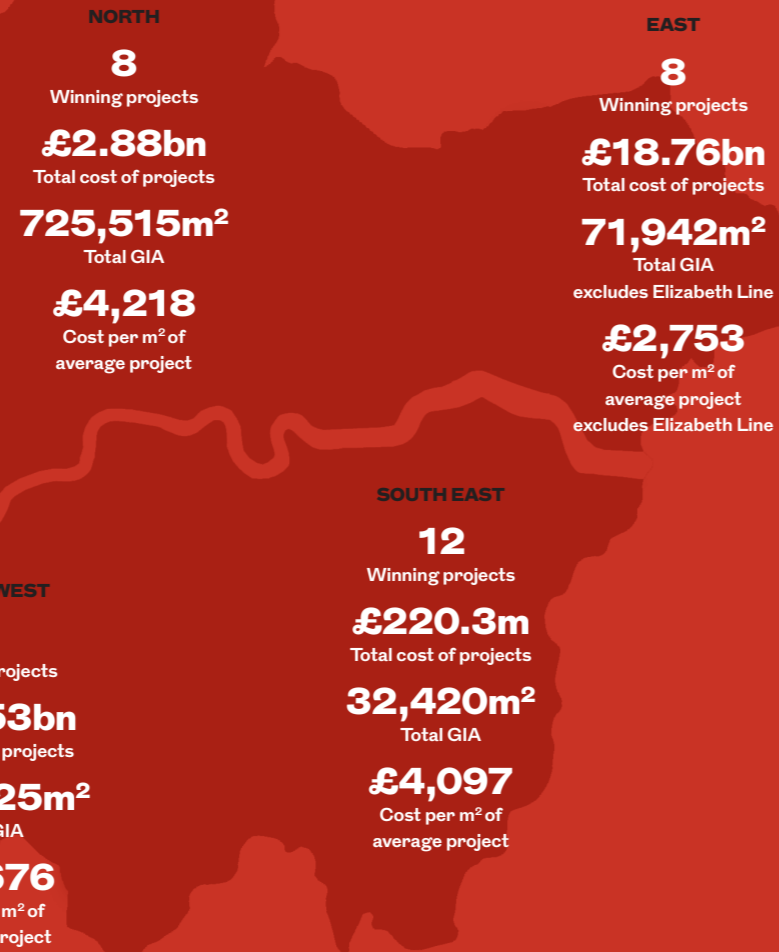 NORTH
8
Winning projects
£2.88bn
Total cost of projects
725,515m²
Total GIA
£4,218
Cost per m² of
average project
EAST
8
Winning projects
£18.76bn
Total cost of projects
71,942m²
Total GIA
excludes Elizabeth Line
£2,753
Cost per m² of
average project
excludes Elizabeth Line
SOUTH EAST
12
Winning projects
£220.3m
Total cost of projects
32,420m²
Total GIA
£4,097
Cost per m² of
average project
WEST
rojects
53bn
projects
25m²
GIA
676
m² of
roject